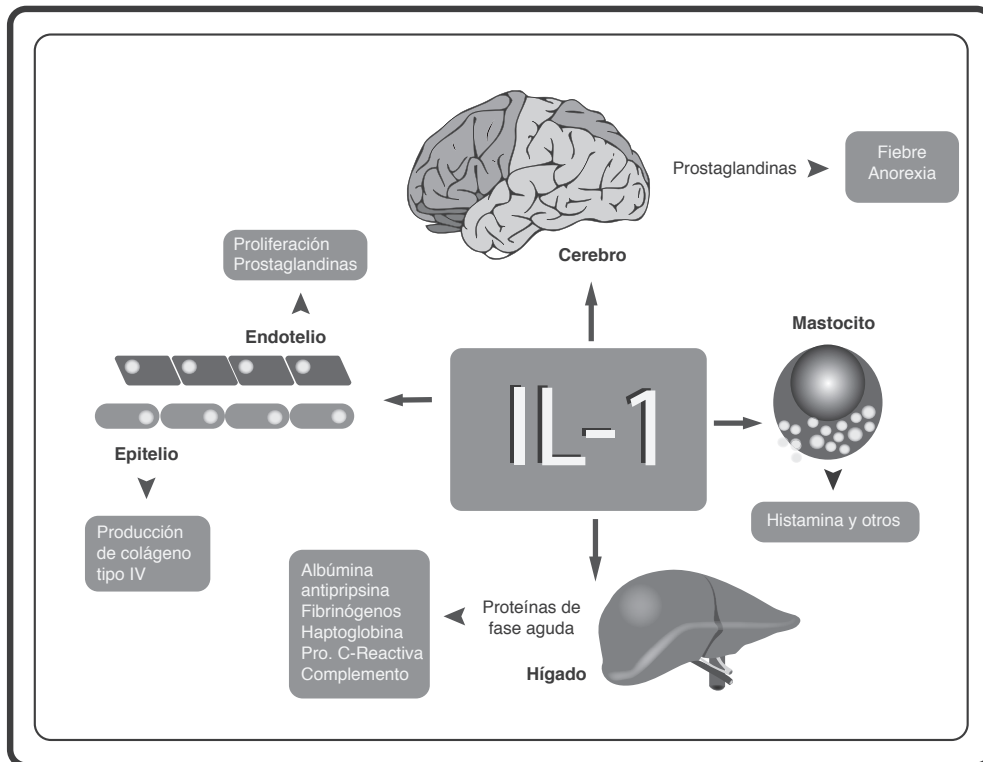 Prostaglandinas
Fiebre
Anorexia
Cerebro
Proliferación
Prostaglandinas
Endotelio
Epitelio
Producción
de colágeno
tipo IV
IL-1
Mastocito
Histamina y otros
Albúmina
antipripsina
Fibrinógenos
Haptoglobina
Pro. C-Reactiva
Complemento
Proteínas de
fase aguda
Hígado